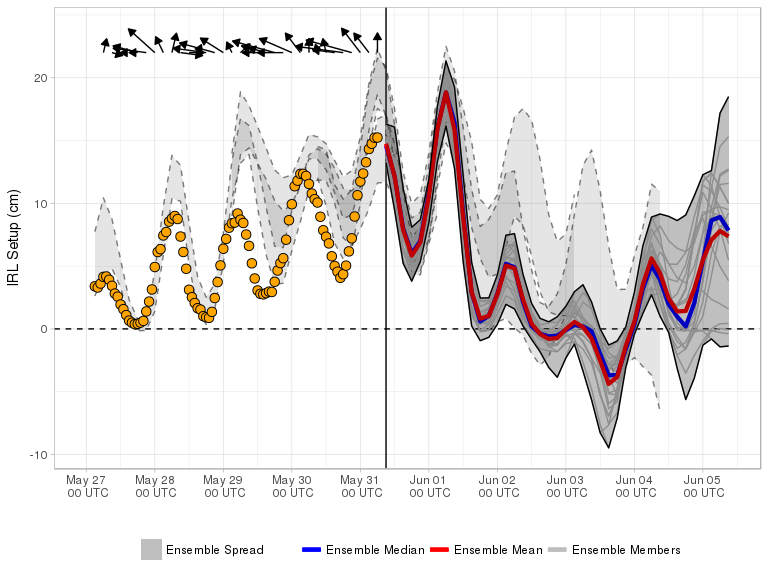 20
10
0
-10
IRL Setup (cm)
May 27 May 28 May 29 May 30 May 31 Jun 01 Jun 02 Jun 03 Jun 04 Jun 05
00 UTC 00 UTC 00 UTC 00 UTC 00 UTC 00 UTC 00 UTC 00 UTC 00 UTC 00 UTC
Ensemble Spread Ensemble Median Ensemble Mean Ensemble Members